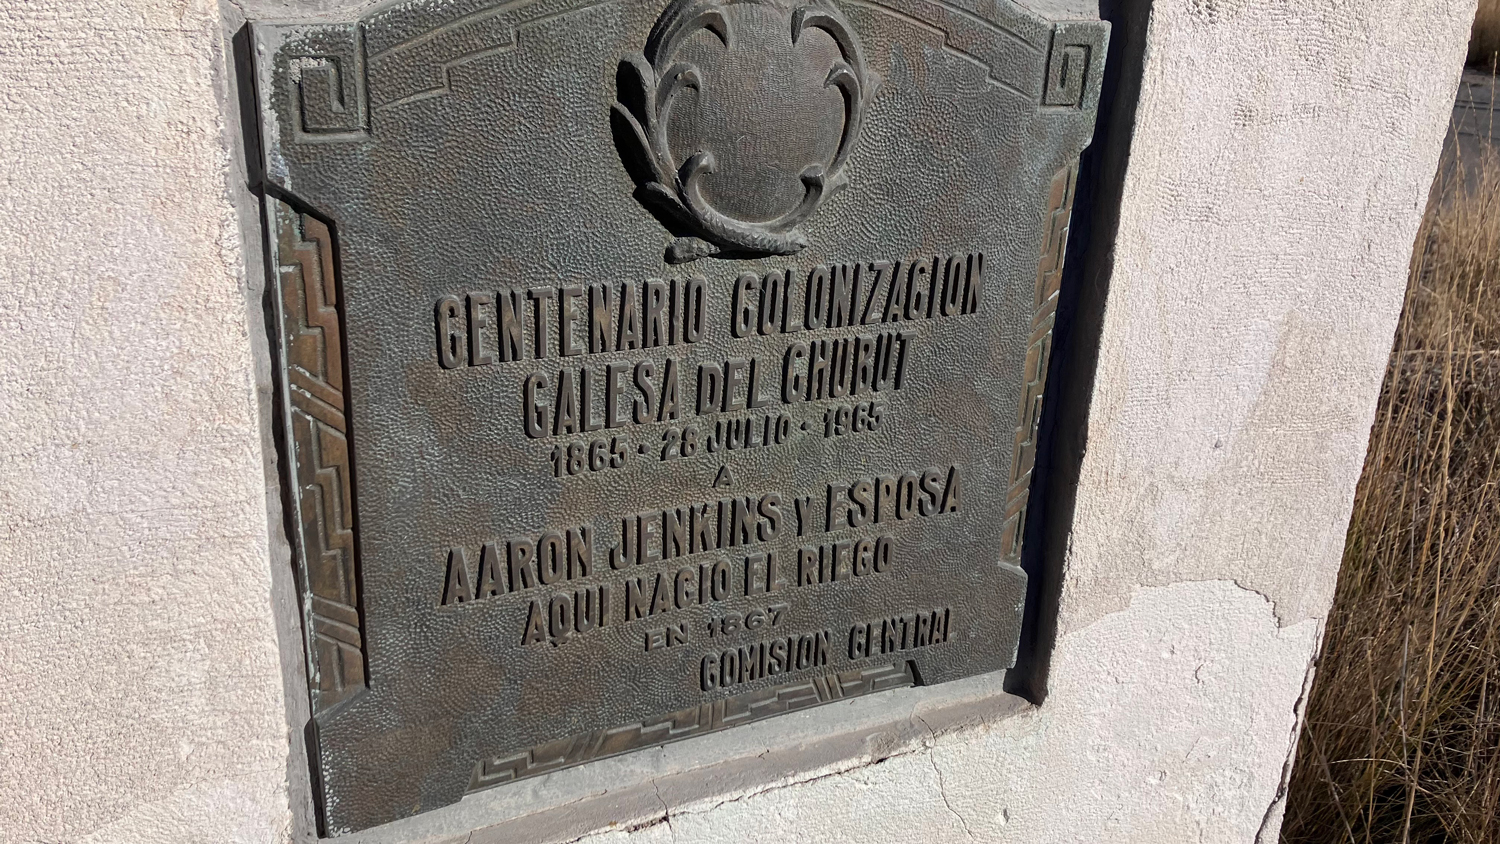 CENTENARIO COLONIZACION
GALESA DEL CHUBUT
1865 · 28 JULIO · 1965
A
AARON JENKINS Y ESPOSA
AQUI NACIO EL RIEGO
EN 1867
COMISION CENTRAL